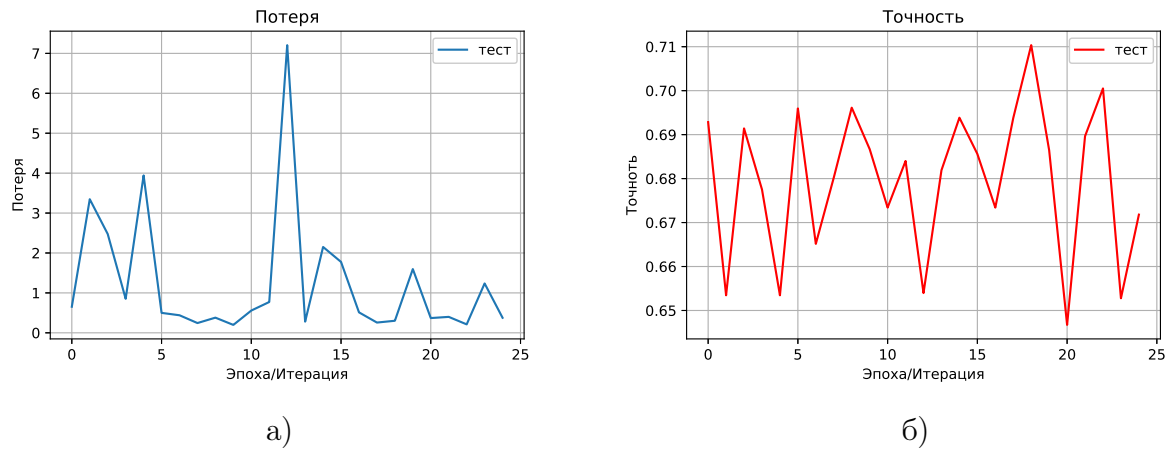 Потеря
тест
7
6
5
4
3
2
1
0
Потеря
0
5
10
15
20
25
Эпоха/Итерация
а)
Точность
тест
0.71
0.70
0.69
0.68
0.67
0.66
0.65
Точноть
0
5
10
15
20
25
Эпоха/Итерация
б)